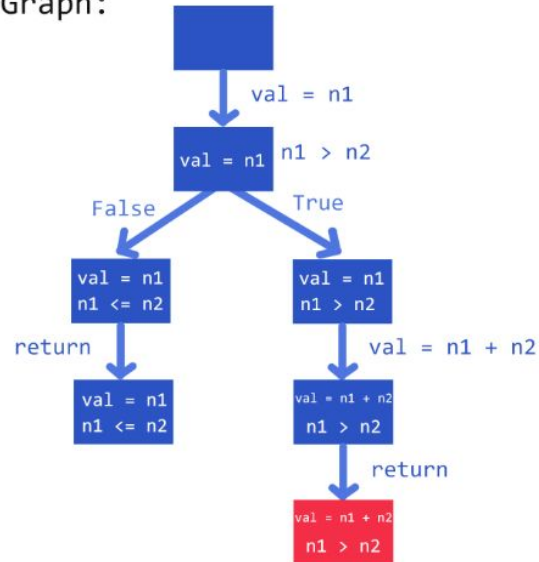 Graph:
val = n1
val = n1
n1 > n2
False
True
val = n1
n1 <= n2
val = n1
n1 > n2
return
val = n1 + n2
val = n1
n1 <= n2
val = n1 + n2
n1 > n2
return
val = n1 + n2
n1 > n2